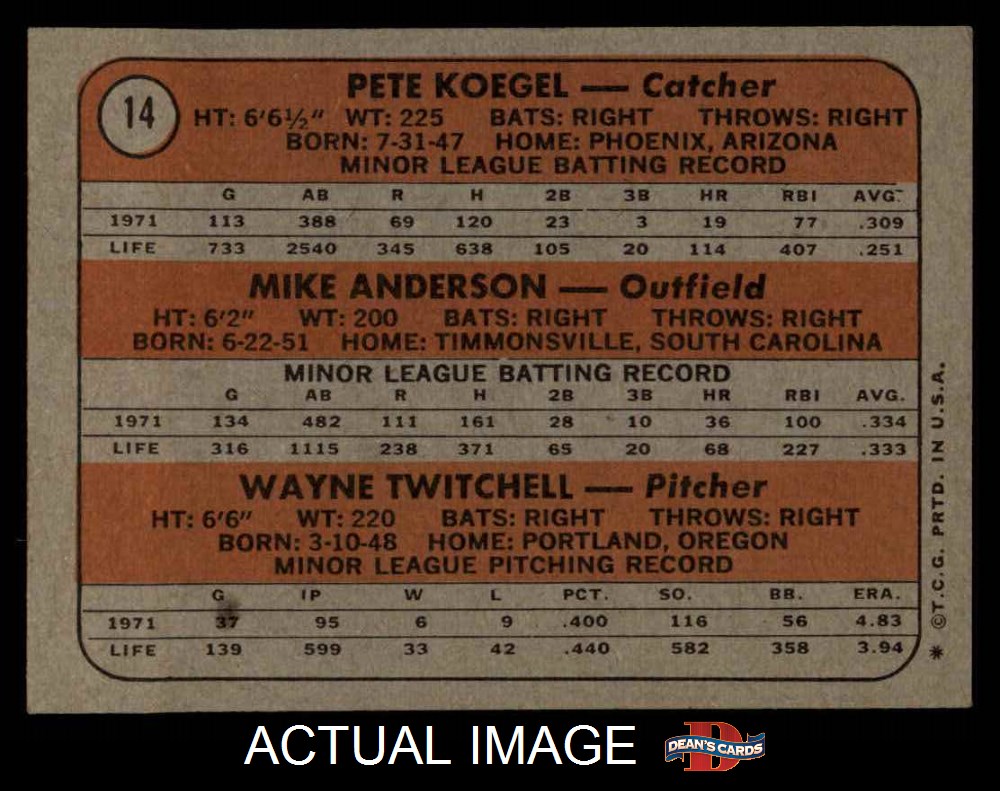 14
PETE KOEGEL — Catcher
HT: 6'6½" WT: 225 BATS: RIGHT THROWS: RIGHT
BORN: 7-31-47 HOME: PHOENIX, ARIZONA
MINOR LEAGUE BATTING RECORD
G AB R H 2B 3B HR RBI AVG.
1971 113 388 69 120 23 3 19 77 .309
LIFE 733 2540 345 638 105 20 114 407 .251
MIKE ANDERSON — Outfield
HT: 6'2" WT: 200 BATS: RIGHT THROWS: RIGHT
BORN: 6-22-51 HOME: TIMMONSVILLE, SOUTH CAROLINA
MINOR LEAGUE BATTING RECORD
G AB R H 2B 3B HR RBI AVG.
1971 134 482 111 161 28 10 36 100 .334
LIFE 316 1115 238 371 65 20 68 227 .333
WAYNE TWITCHELL — Pitcher
HT: 6'6" WT: 220 BATS: RIGHT THROWS: RIGHT
BORN: 3-10-48 HOME: PORTLAND, OREGON
MINOR LEAGUE PITCHING RECORD
G IP W L PCT. SO. BB. ERA.
1971 37 95 6 9 .400 116 56 4.83
LIFE 139 599 33 42 .440 582 358 3.94
* ©T.C.G. PRTD. IN U.S.A.
ACTUAL IMAGE
D
DEAN'S CARDS